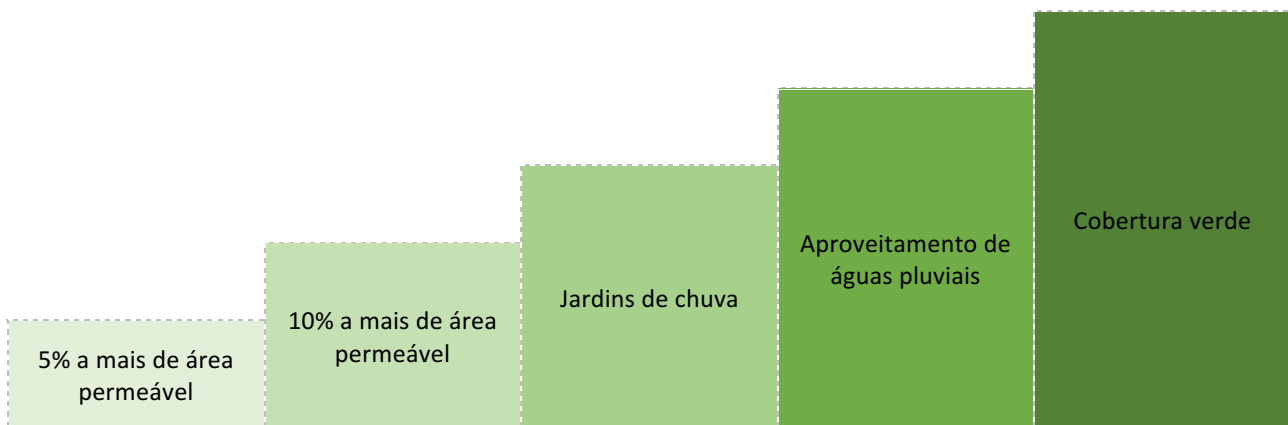 5% a mais de área
permeável
10% a mais de área
permeável
Jardins de chuva
Aproveitamento de
águas pluviais
Cobertura verde